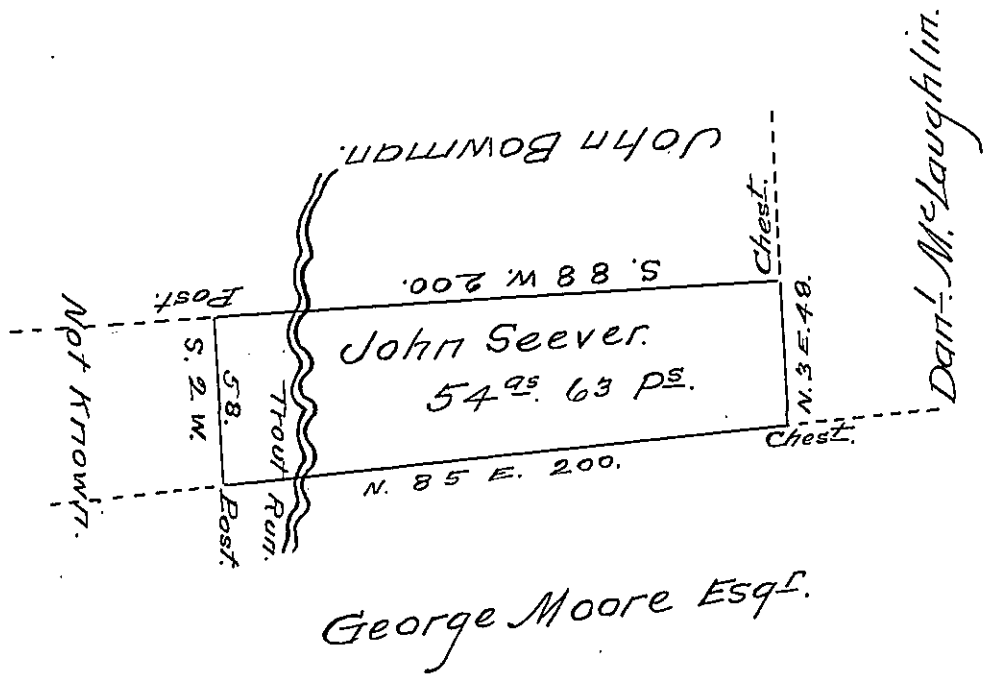 John Bowman.
Dan! McLaughlin.
Chest.
S. 88 W. 200.
Post.
Not Known.
S. 2 W.
58.
Trout Run.
John Seever.
54 as. 63 Ps.
N. 3 E. 48.
Chest.
N. 85 E. 200.
Post.
George Moore Esqr.